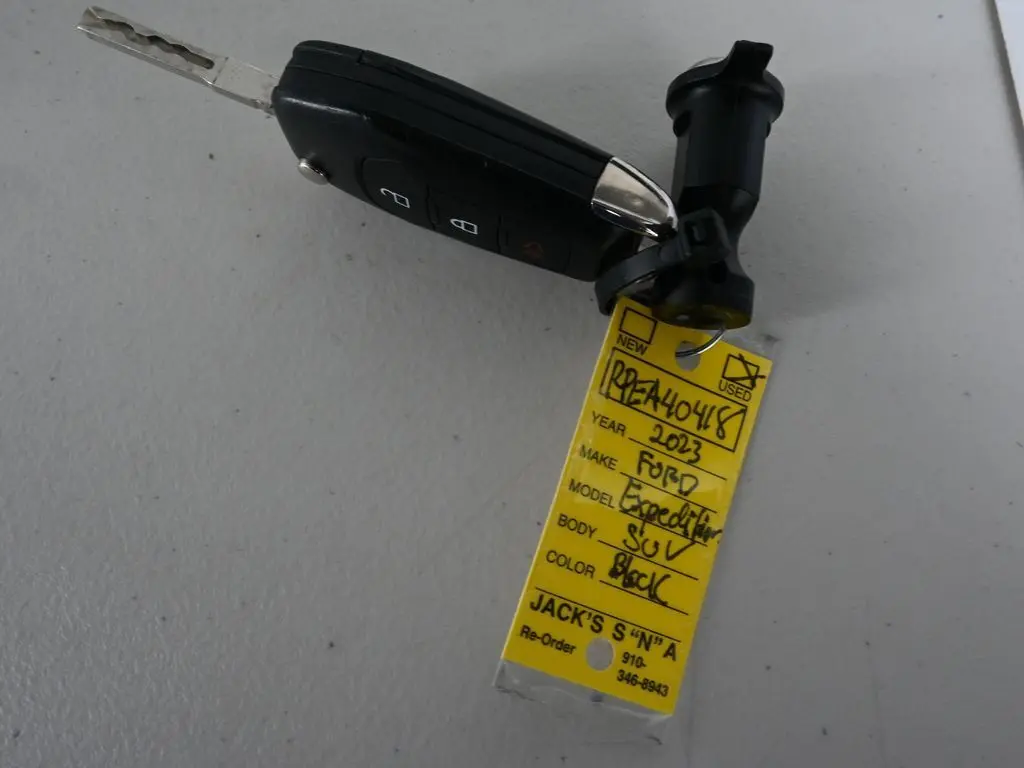 NEW
USED
RPEA40418
YEAR 2023
MAKE FORD
MODEL Expedition
BODY SUV
COLOR Black
JACK'S S "N" A
Re-Order 910-
346-8943